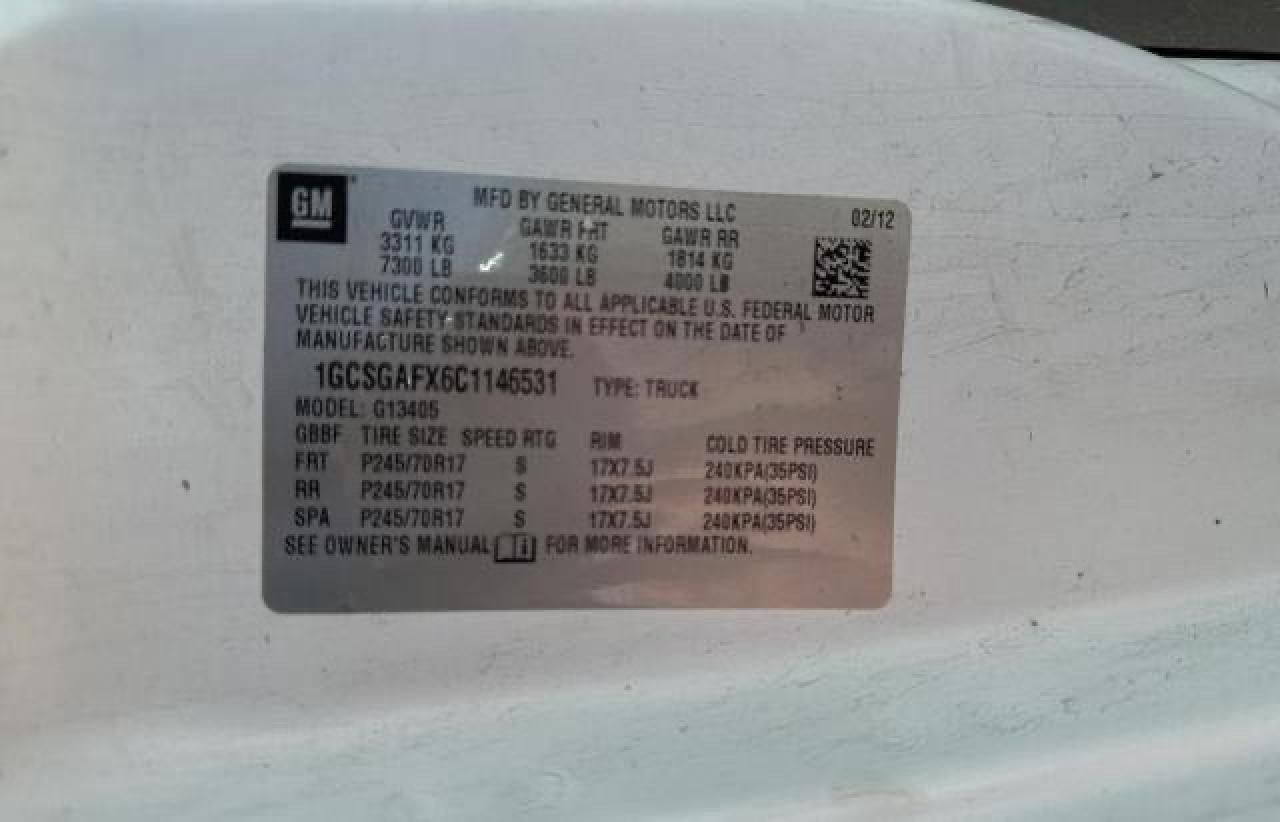 GM
MFD BY GENERAL MOTORS LLC 02/12
GVWR GAWR FRT GAWR RR
3311 KG 1633 KG 1814 KG
7300 LB 3600 LB 4000 LB
THIS VEHICLE CONFORMS TO ALL APPLICABLE U.S. FEDERAL MOTOR
VEHICLE SAFETY STANDARDS IN EFFECT ON THE DATE OF
MANUFACTURE SHOWN ABOVE.
1GCSGAFX6C1146531 TYPE: TRUCK
MODEL: G13405
GBBF TIRE SIZE SPEED RTG RIM COLD TIRE PRESSURE
FRT P245/70R17 S 17X7.5J 240KPA(35PSI)
RR P245/70R17 S 17X7.5J 240KPA(35PSI)
SPA P245/70R17 S 17X7.5J 240KPA(35PSI)
SEE OWNER'S MANUAL FOR MORE INFORMATION.